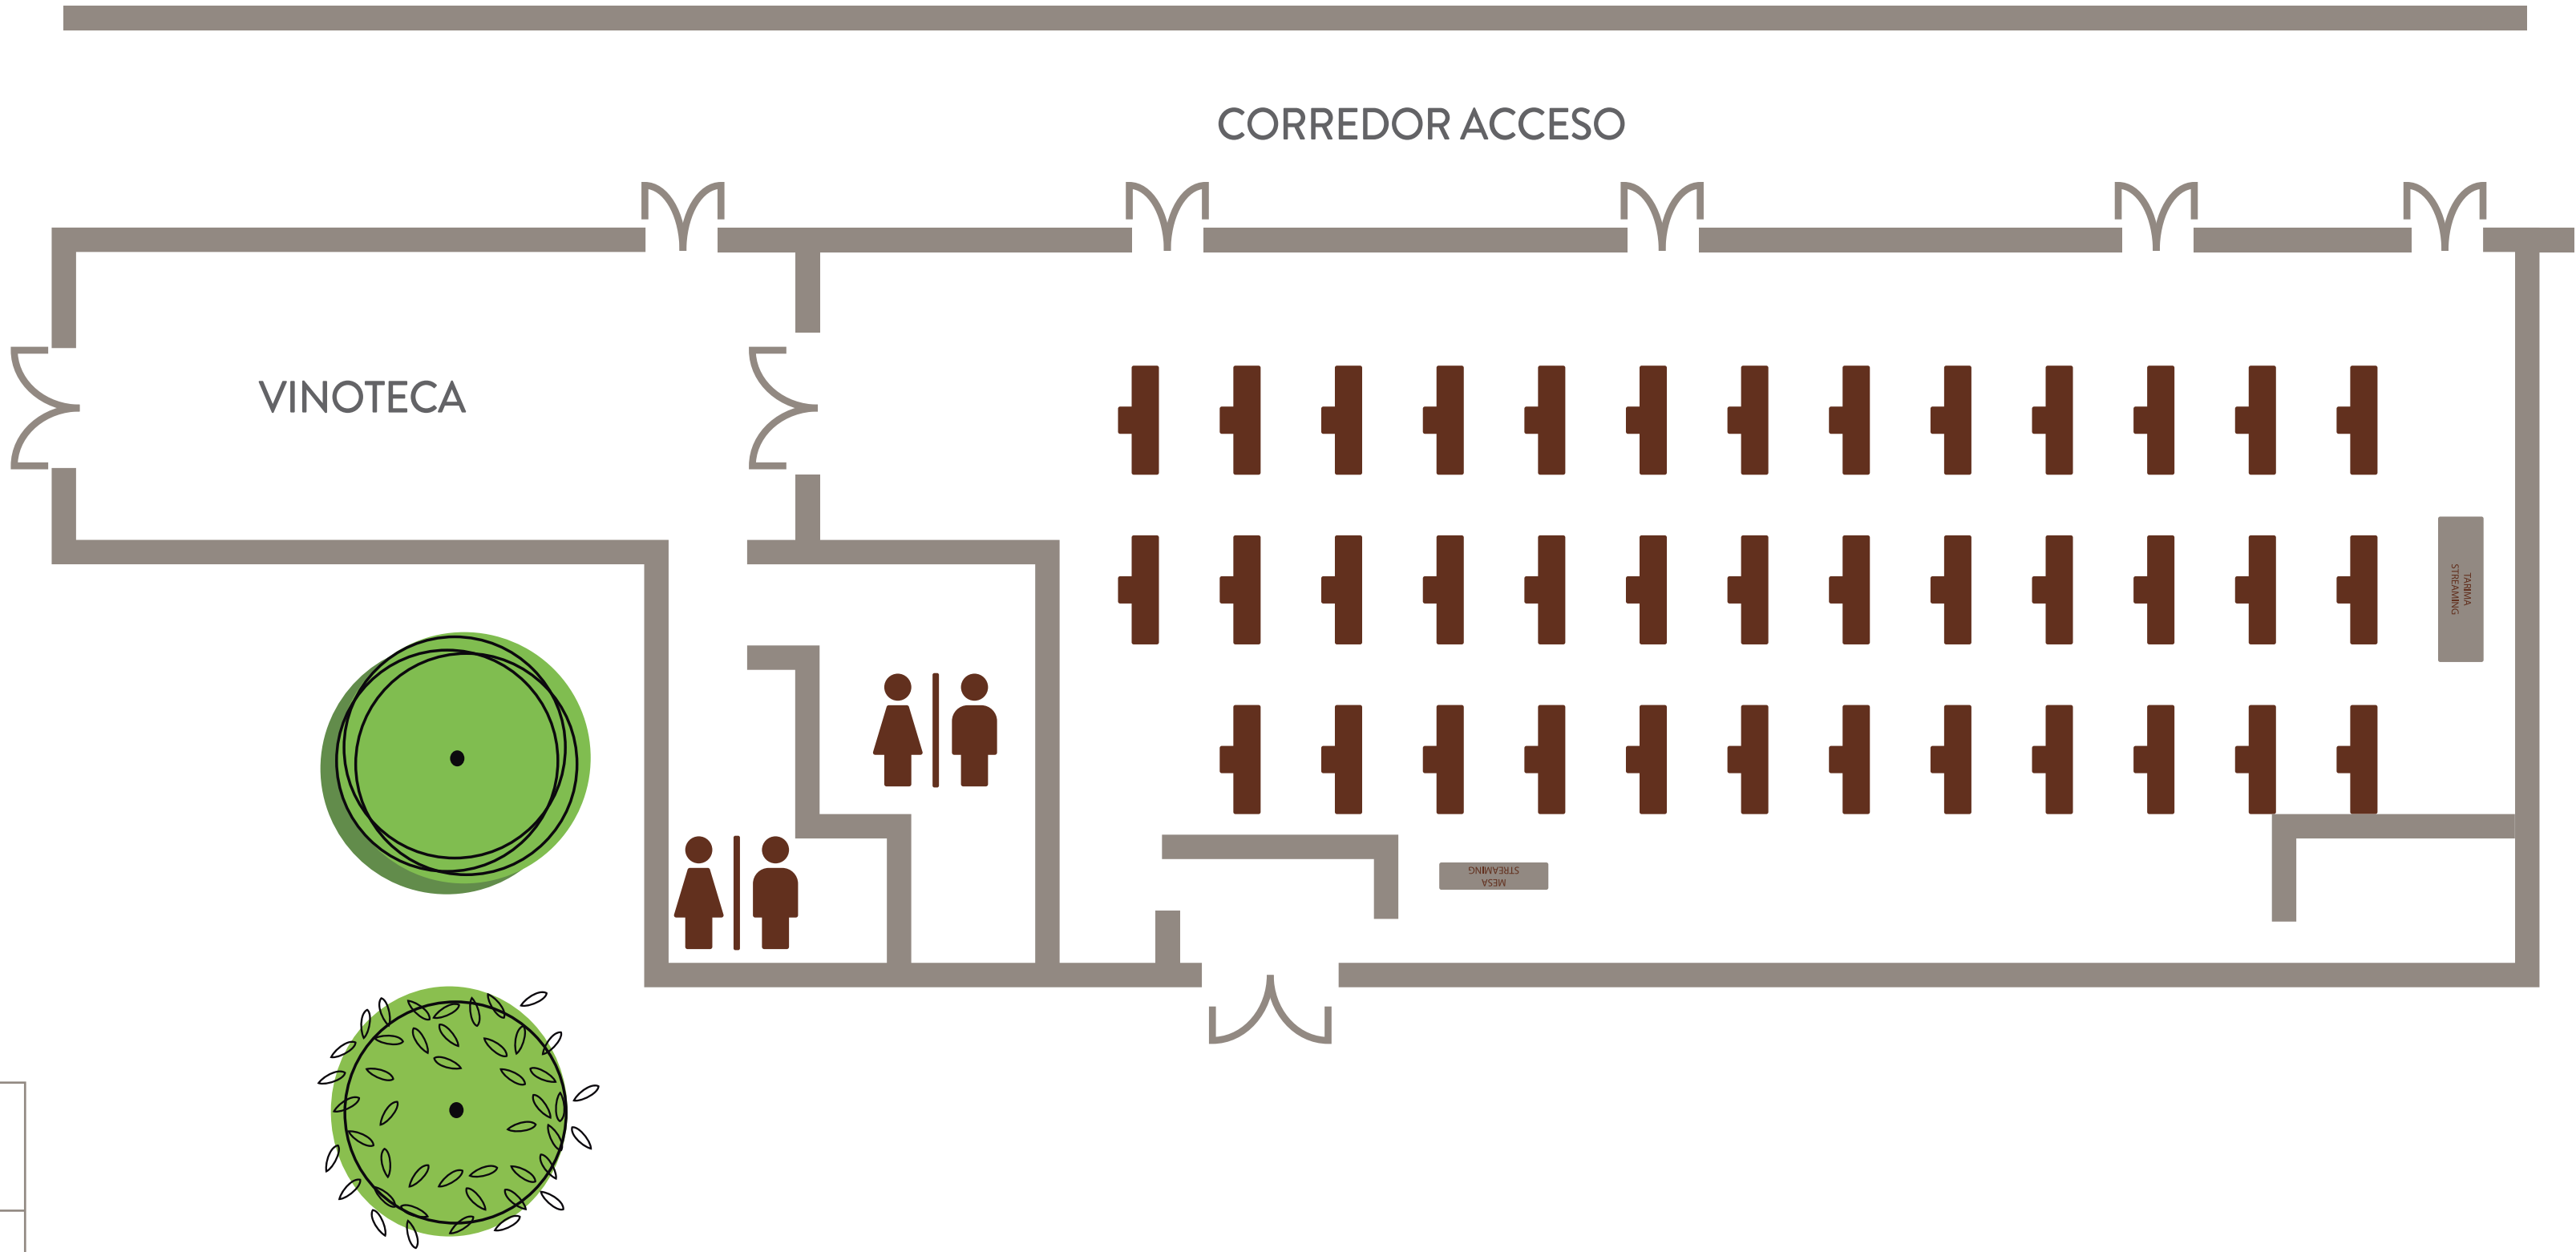 CORREDOR ACCESO
VINOTECA
TARIMA
STREAMING
MESA
STREAMING